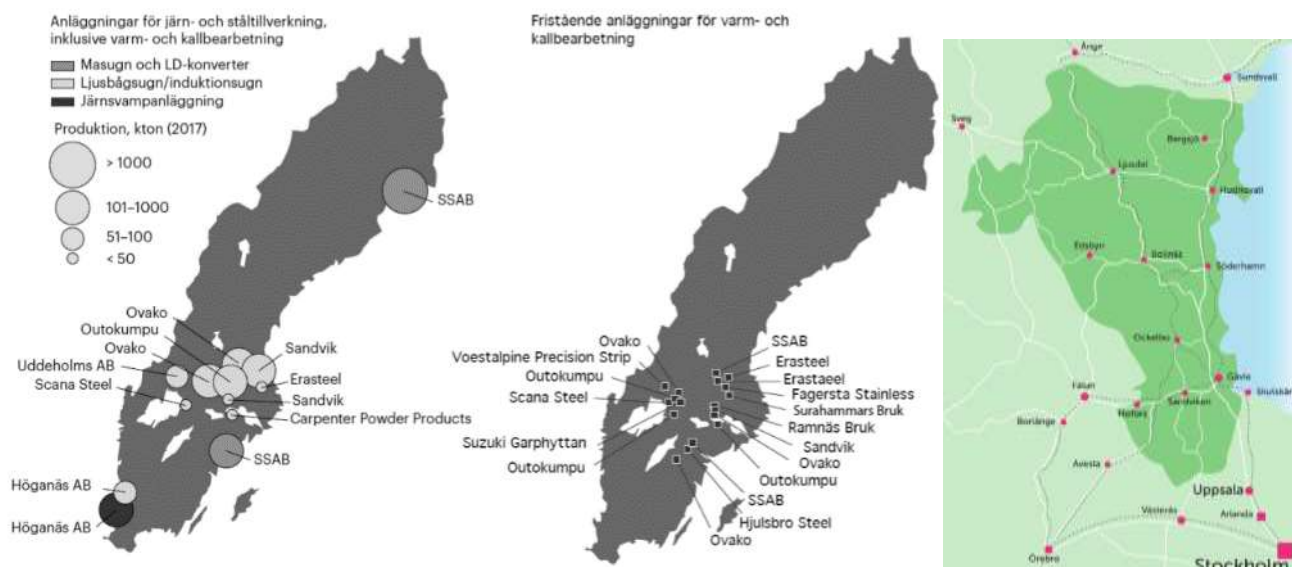 Anläggningar för järn- och ståltillverkning,
inklusive varm- och kallbearbetning
Masugn och LD-konverter
Ljusbågsugn/induktionsugn
Järnsvampanläggning
Produktion, kton (2017)
> 1000
101–1000
51–100
< 50
SSAB
Ovako
Outokumpu
Ovako
Uddeholms AB
Scana Steel
Sandvik
Erasteel
Sandvik
Carpenter Powder Products
SSAB
Höganäs AB
Höganäs AB
Fristående anläggningar för varm- och
kallbearbetning
Ovako
Voestalpine Precision Strip
Outokumpu
Scana Steel
Suzuki Garphyttan
Outokumpu
SSAB
Erasteel
Erastaeel
Fagersta Stainless
Surahammars Bruk
Ramnäs Bruk
Sandvik
Ovako
Outokumpu
SSAB
Hjulsbro Steel
Ovako
Ånge
Sundsvall
Sveg
Bergsjö
Ljusdal
Hudiksvall
Edsbyn
Bollnäs
Söderhamn
Ockelbo
Gävle
Falun
Sandviken
Hofors
Borlänge
Avesta
Uppsala
Västerås
Arlanda
Örebro
Stockholm